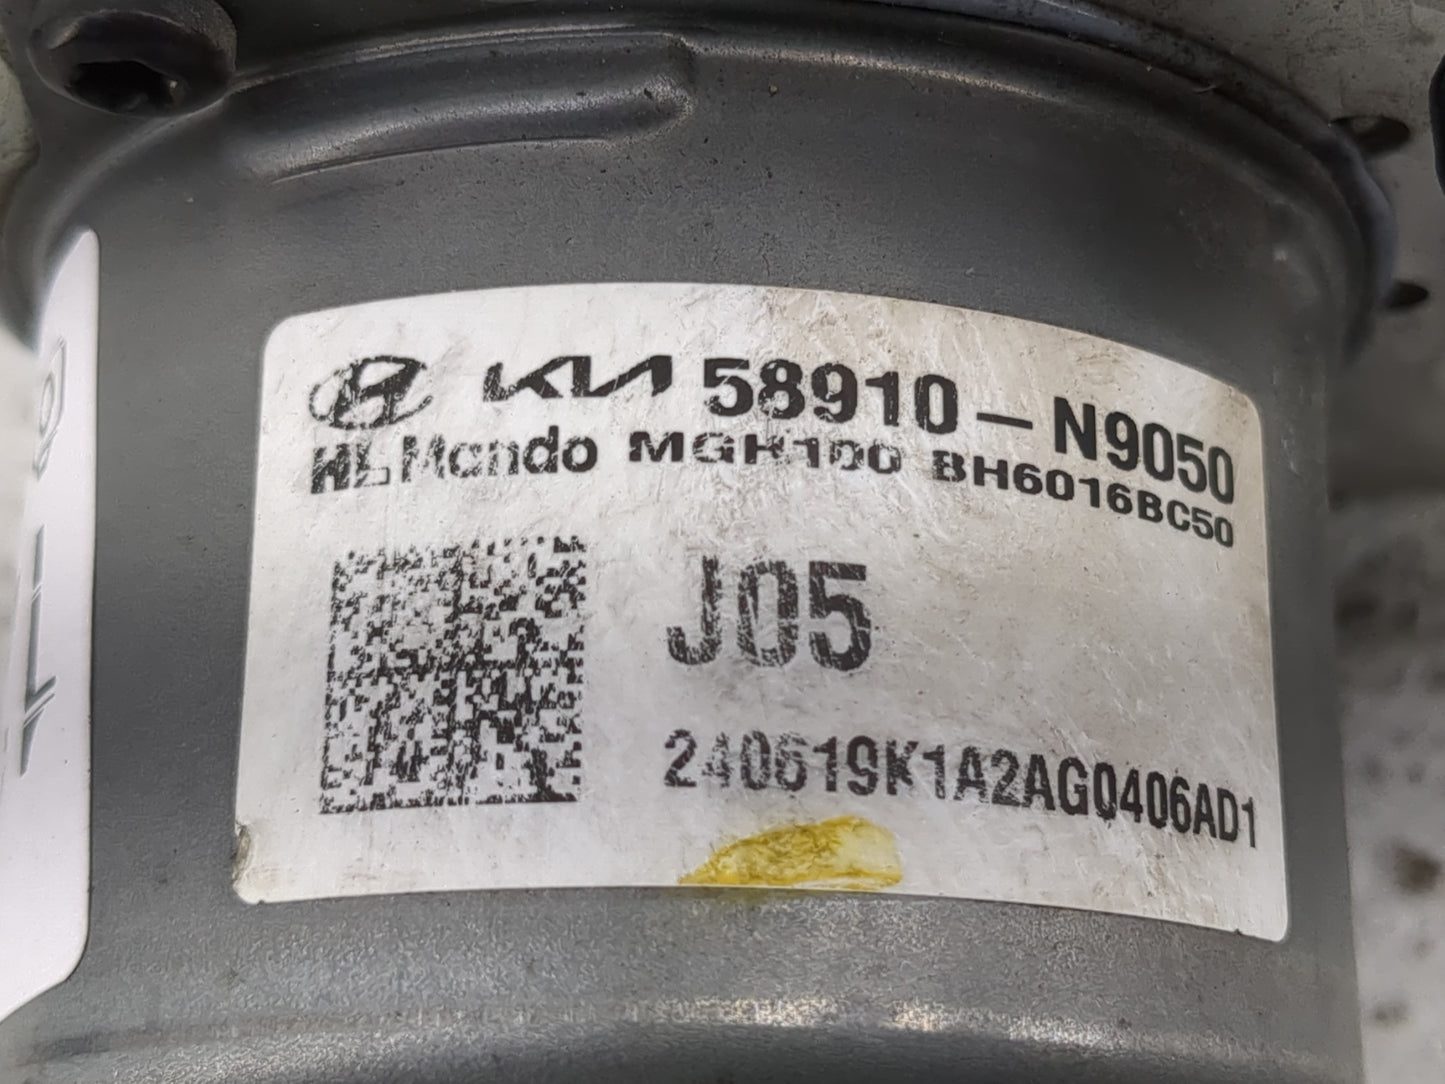 KIA 58910-N9050
HL Mando MGH100 BH6016BC50
J05
240619K1A2AG0406AD1